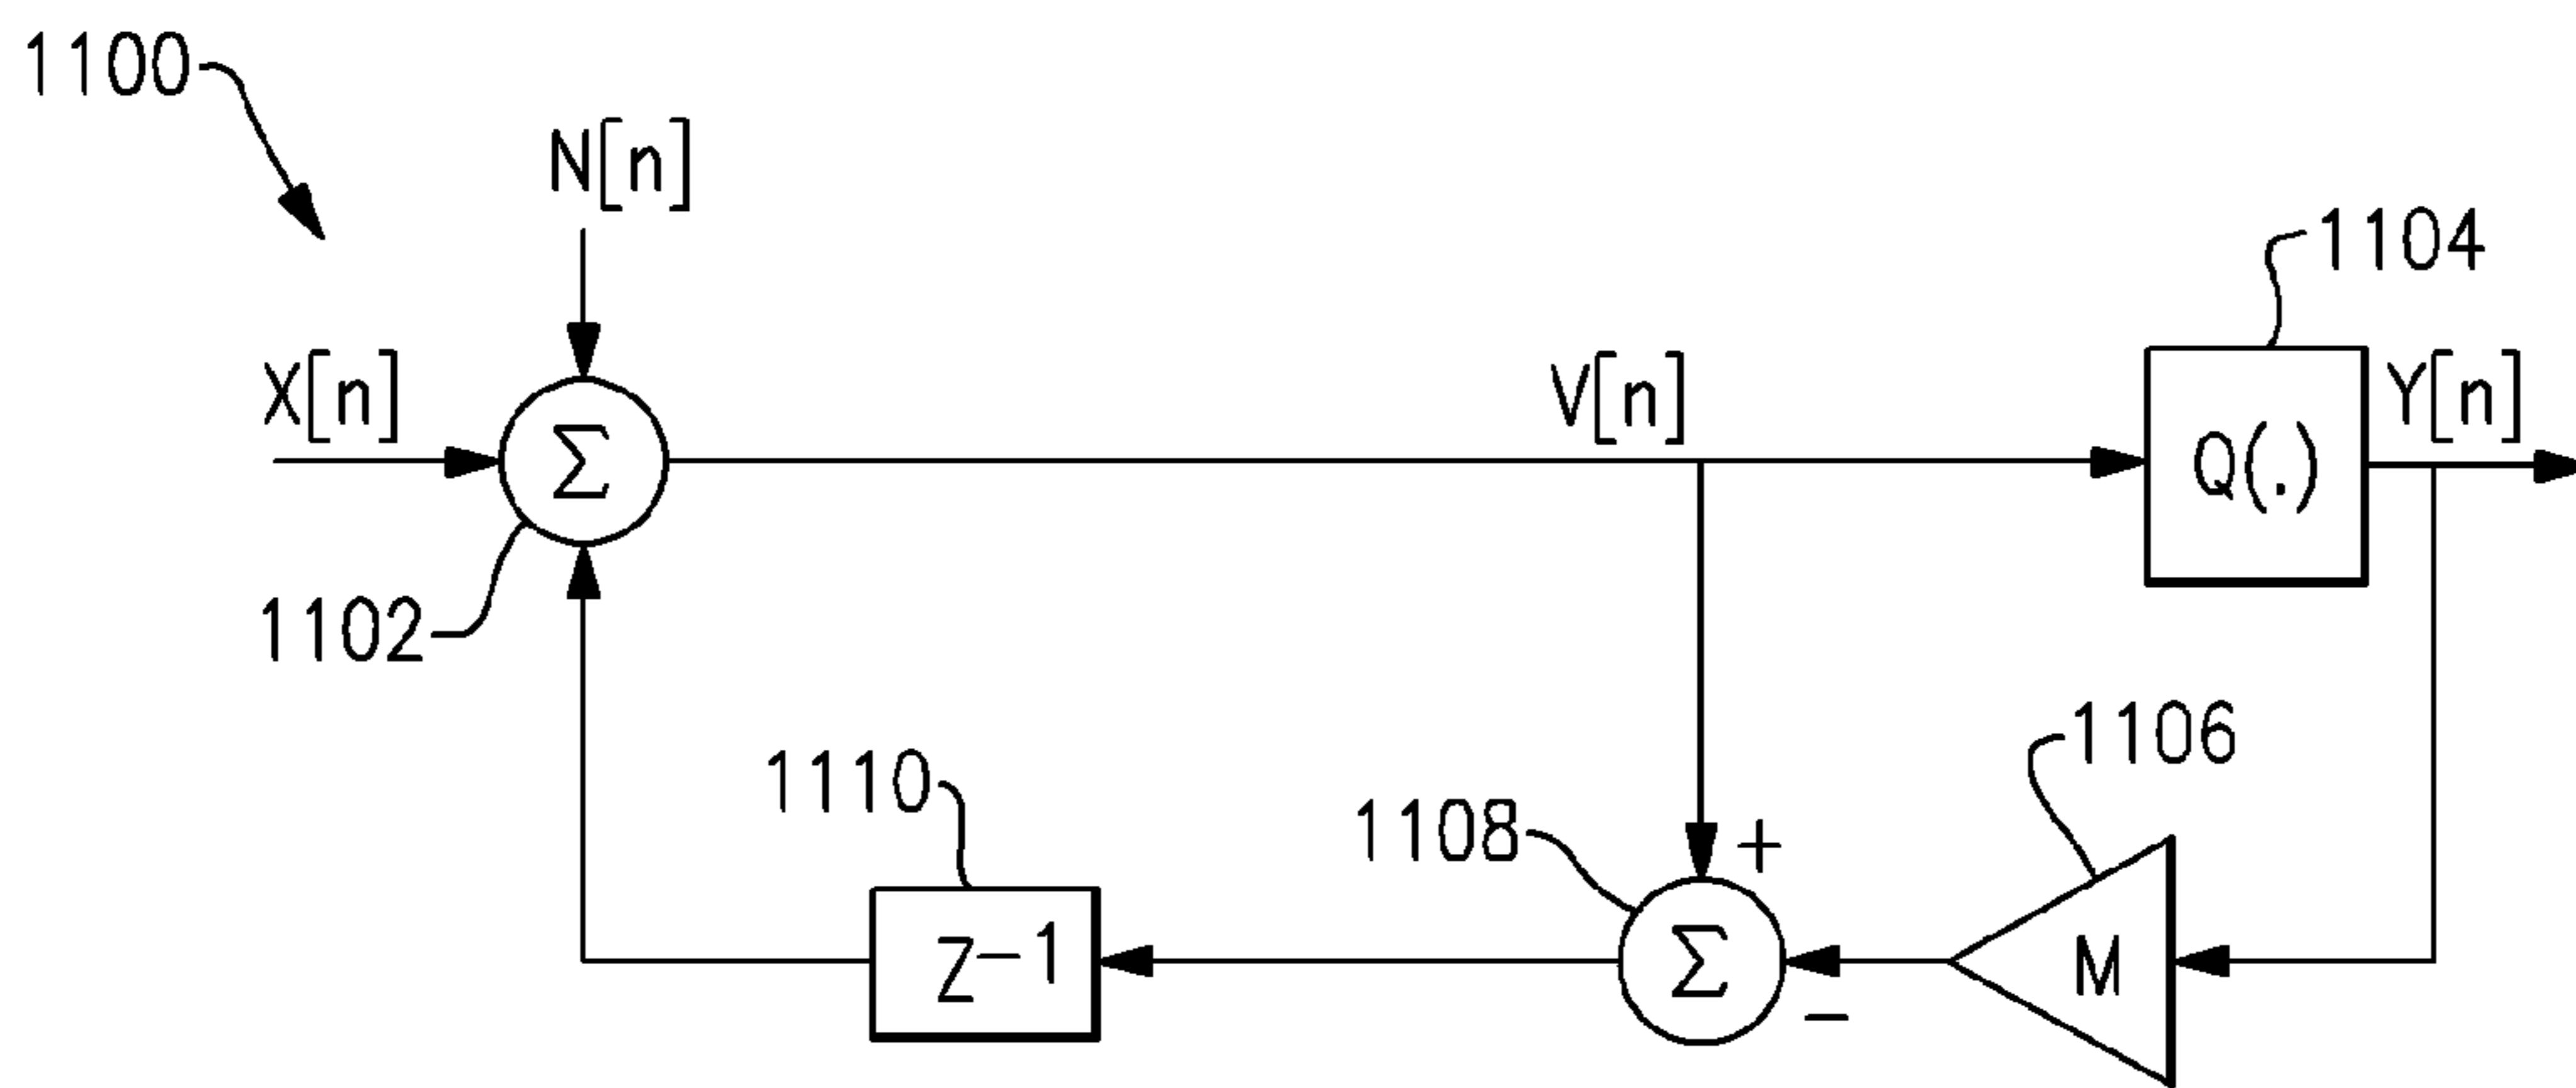 1100
N[n]
1104
X[n]
V[n]
Y[n]
Σ
Q(.)
1102
1106
1110
1108
+
Z⁻¹
Σ
M
−